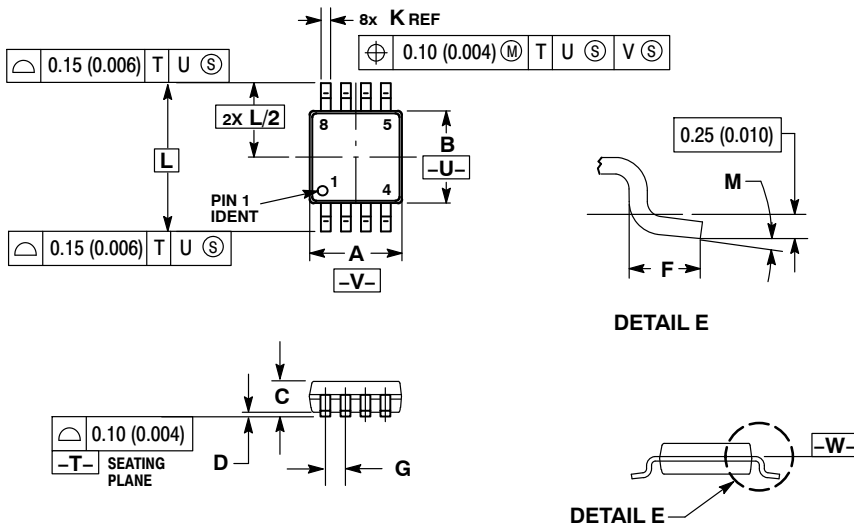 8x K REF
⌖ 0.10 (0.004) Ⓜ T U Ⓢ V Ⓢ
⌓ 0.15 (0.006) T U Ⓢ
2X L/2
8 5
B
-U-
L
PIN 1
IDENT
1
4
⌓ 0.15 (0.006) T U Ⓢ
A
-V-
0.25 (0.010)
M
F
DETAIL E
C
⌓ 0.10 (0.004)
-T- SEATING
PLANE
D
G
-W-
DETAIL E